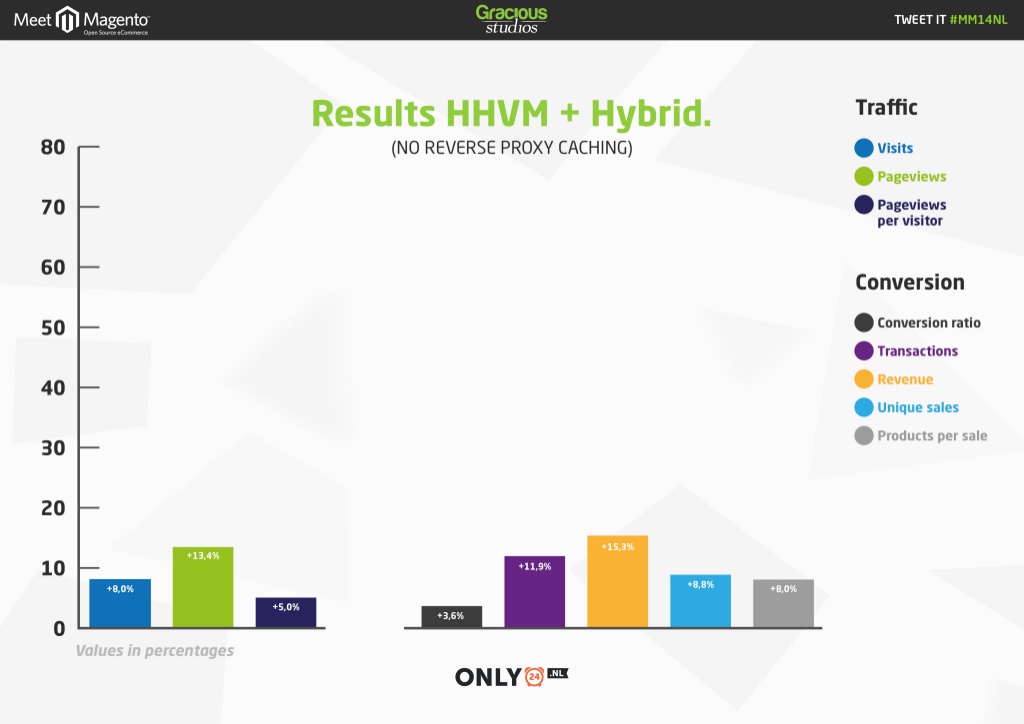 Meet Magento
Open Source eCommerce
Gracious
studios
TWEET IT #MM14NL
Results HHVM + Hybrid.
(NO REVERSE PROXY CACHING)
80
70
60
50
40
30
20
10
0
+8,0%
+13,4%
+5,0%
+3,6%
+11,9%
+15,3%
+8,8%
+8,0%
Values in percentages
Traffic
Visits
Pageviews
Pageviews
per visitor
Conversion
Conversion ratio
Transactions
Revenue
Unique sales
Products per sale
ONLY 24 .NL